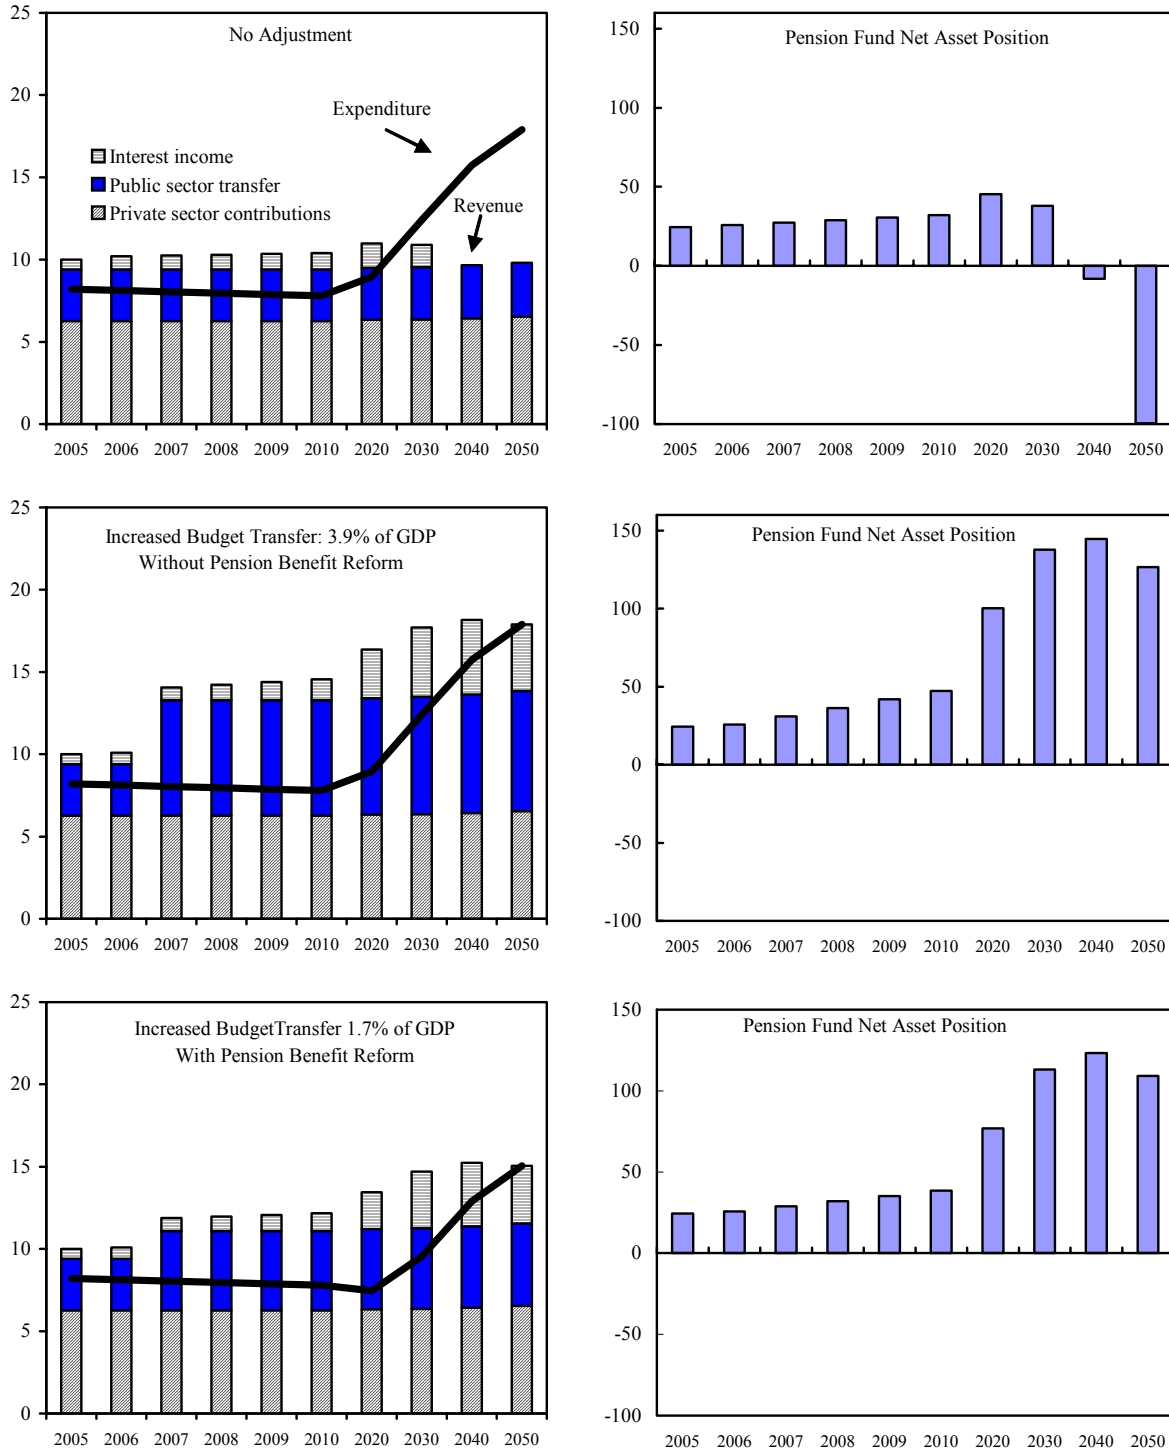 25
20
15
10
5
0
No Adjustment
Expenditure
Interest income
Public sector transfer
Private sector contributions
Revenue
2005 2006 2007 2008 2009 2010 2020 2030 2040 2050
150
100
50
0
-50
-100
Pension Fund Net Asset Position
2005 2006 2007 2008 2009 2010 2020 2030 2040 2050
25
20
15
10
5
0
Increased Budget Transfer: 3.9% of GDP
Without Pension Benefit Reform
2005 2006 2007 2008 2009 2010 2020 2030 2040 2050
150
100
50
0
-50
-100
Pension Fund Net Asset Position
2005 2006 2007 2008 2009 2010 2020 2030 2040 2050
25
20
15
10
5
0
Increased BudgetTransfer 1.7% of GDP
With Pension Benefit Reform
2005 2006 2007 2008 2009 2010 2020 2030 2040 2050
150
100
50
0
-50
-100
Pension Fund Net Asset Position
2005 2006 2007 2008 2009 2010 2020 2030 2040 2050